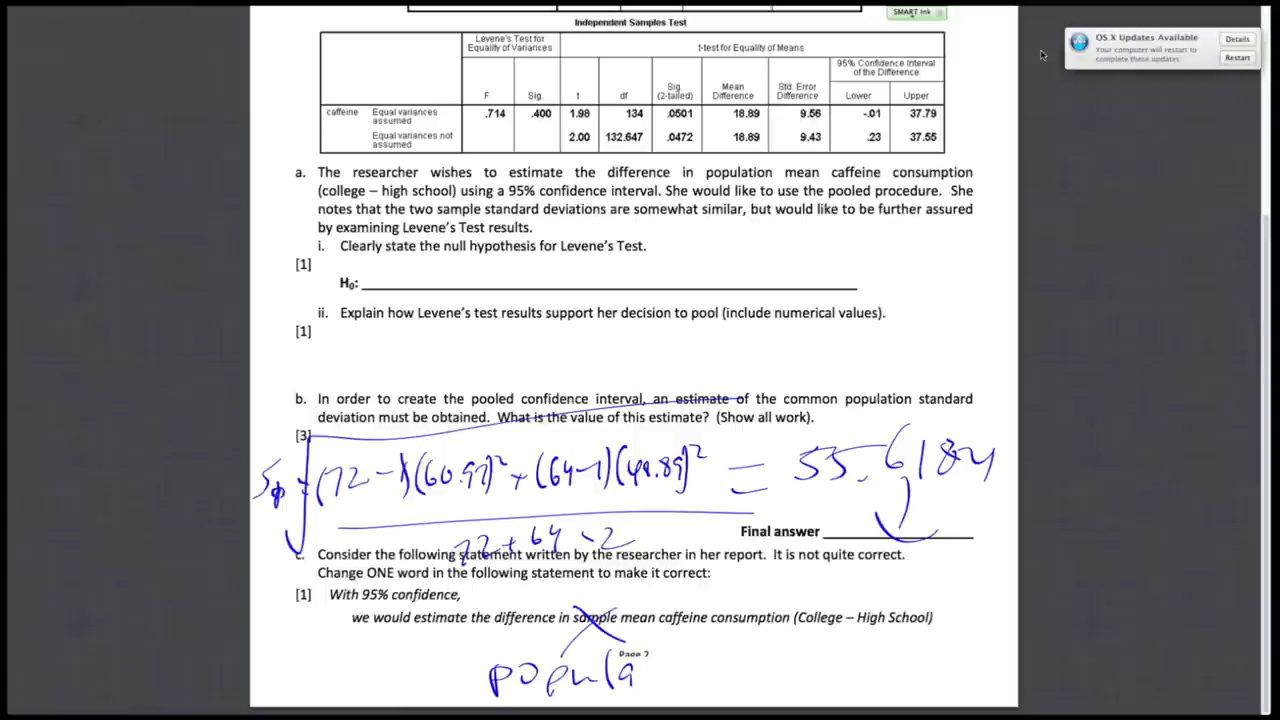 SMART Ink
OS X Updates Available
Your computer will restart to
complete these updates
Details
Restart
Independent Samples Test
Levene's Test for
Equality of Variances
t-test for Equality of Means
95% Confidence Interval
of the Difference
F Sig. t df Sig. (2-tailed) Mean Difference Std. Error Difference Lower Upper
caffeine Equal variances assumed .714 .400 1.98 134 .0501 18.89 9.56 -.01 37.79
Equal variances not assumed 2.00 132.647 .0472 18.89 9.43 .23 37.55
a. The researcher wishes to estimate the difference in population mean caffeine consumption
(college – high school) using a 95% confidence interval. She would like to use the pooled procedure. She
notes that the two sample standard deviations are somewhat similar, but would like to be further assured
by examining Levene's Test results.
i. Clearly state the null hypothesis for Levene's Test.
[1]
H₀:
ii. Explain how Levene's test results support her decision to pool (include numerical values).
[1]
b. In order to create the pooled confidence interval, an estimate of the common population standard
deviation must be obtained. What is the value of this estimate? (Show all work).
[3]
Sp = √(72-1)(60.97)² + (64-1)(48.89)² = 55.6184
72 + 64 - 2
Final answer
c. Consider the following statement written by the researcher in her report. It is not quite correct.
Change ONE word in the following statement to make it correct:
[1] With 95% confidence,
we would estimate the difference in sample mean caffeine consumption (College – High School)
Page 2
popula